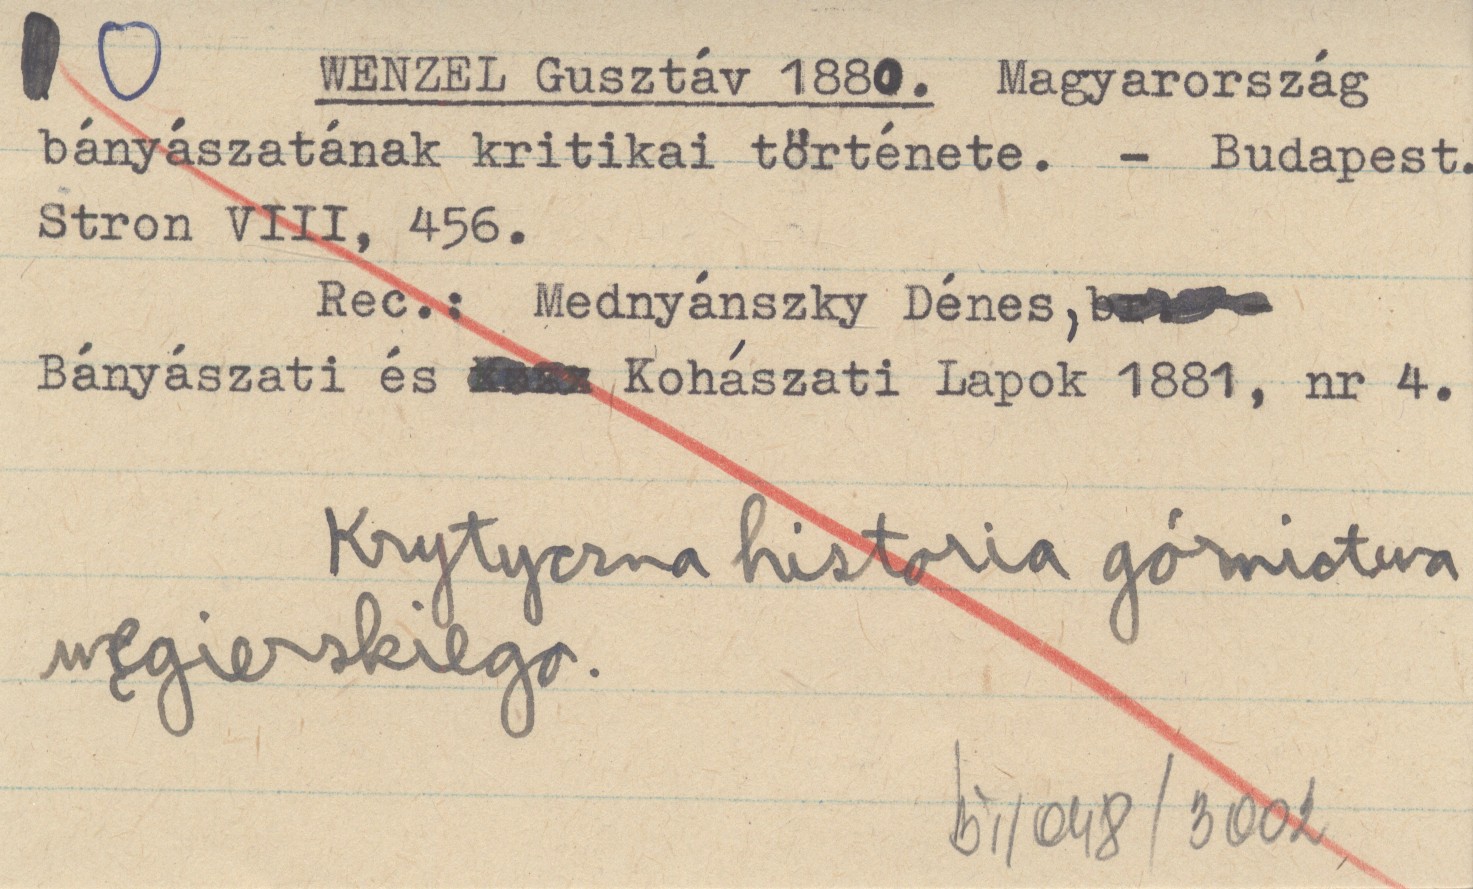 WENZEL Gusztáv 1880. Magyarország
bányászatának kritikai története. - Budapest.
Stron VIII, 456.
Rec.: Mednyánszky Dénes,
Bányászati és Kohászati Lapok 1881, nr 4.
Krytyczna historia górnictwa
węgierskiego.
048/3002